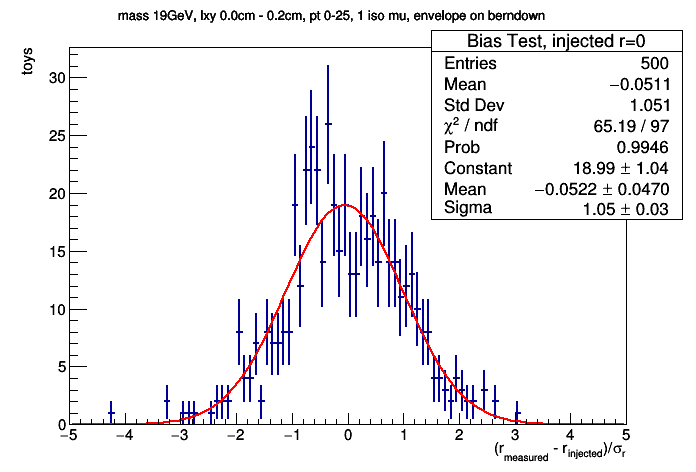 mass 19GeV, lxy 0.0cm - 0.2cm, pt 0-25, 1 iso mu, envelope on berndown
Bias Test, injected r=0
Entries 500
Mean −0.0511
Std Dev 1.051
χ² / ndf 65.19 / 97
Prob 0.9946
Constant 18.99 ± 1.04
Mean −0.0522 ± 0.0470
Sigma 1.05 ± 0.03
toys
30
25
20
15
10
5
0
−5 −4 −3 −2 −1 0 1 2 3 4 5
(r_measured - r_injected)/σ_r